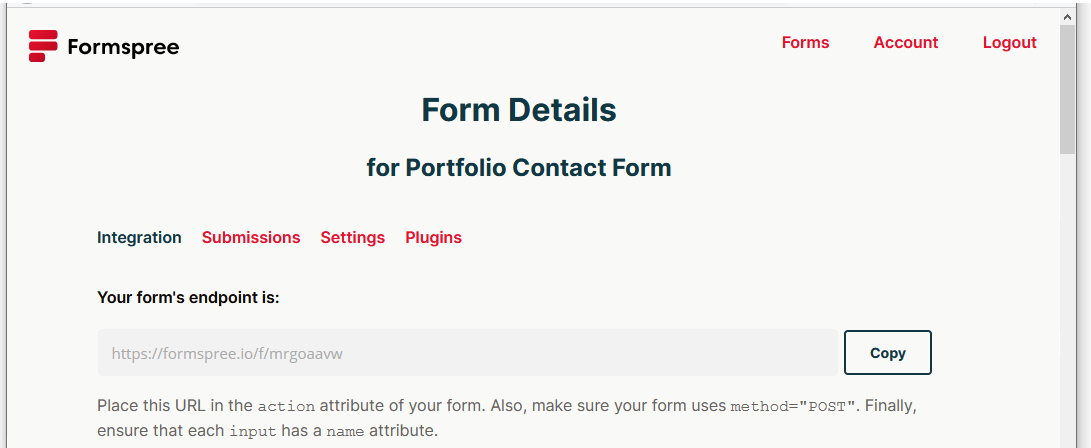 Formspree
Forms Account Logout
Form Details
for Portfolio Contact Form
Integration Submissions Settings Plugins
Your form's endpoint is:
https://formspree.io/f/mrgoaavw
Copy
Place this URL in the action attribute of your form. Also, make sure your form uses method="POST". Finally,
ensure that each input has a name attribute.